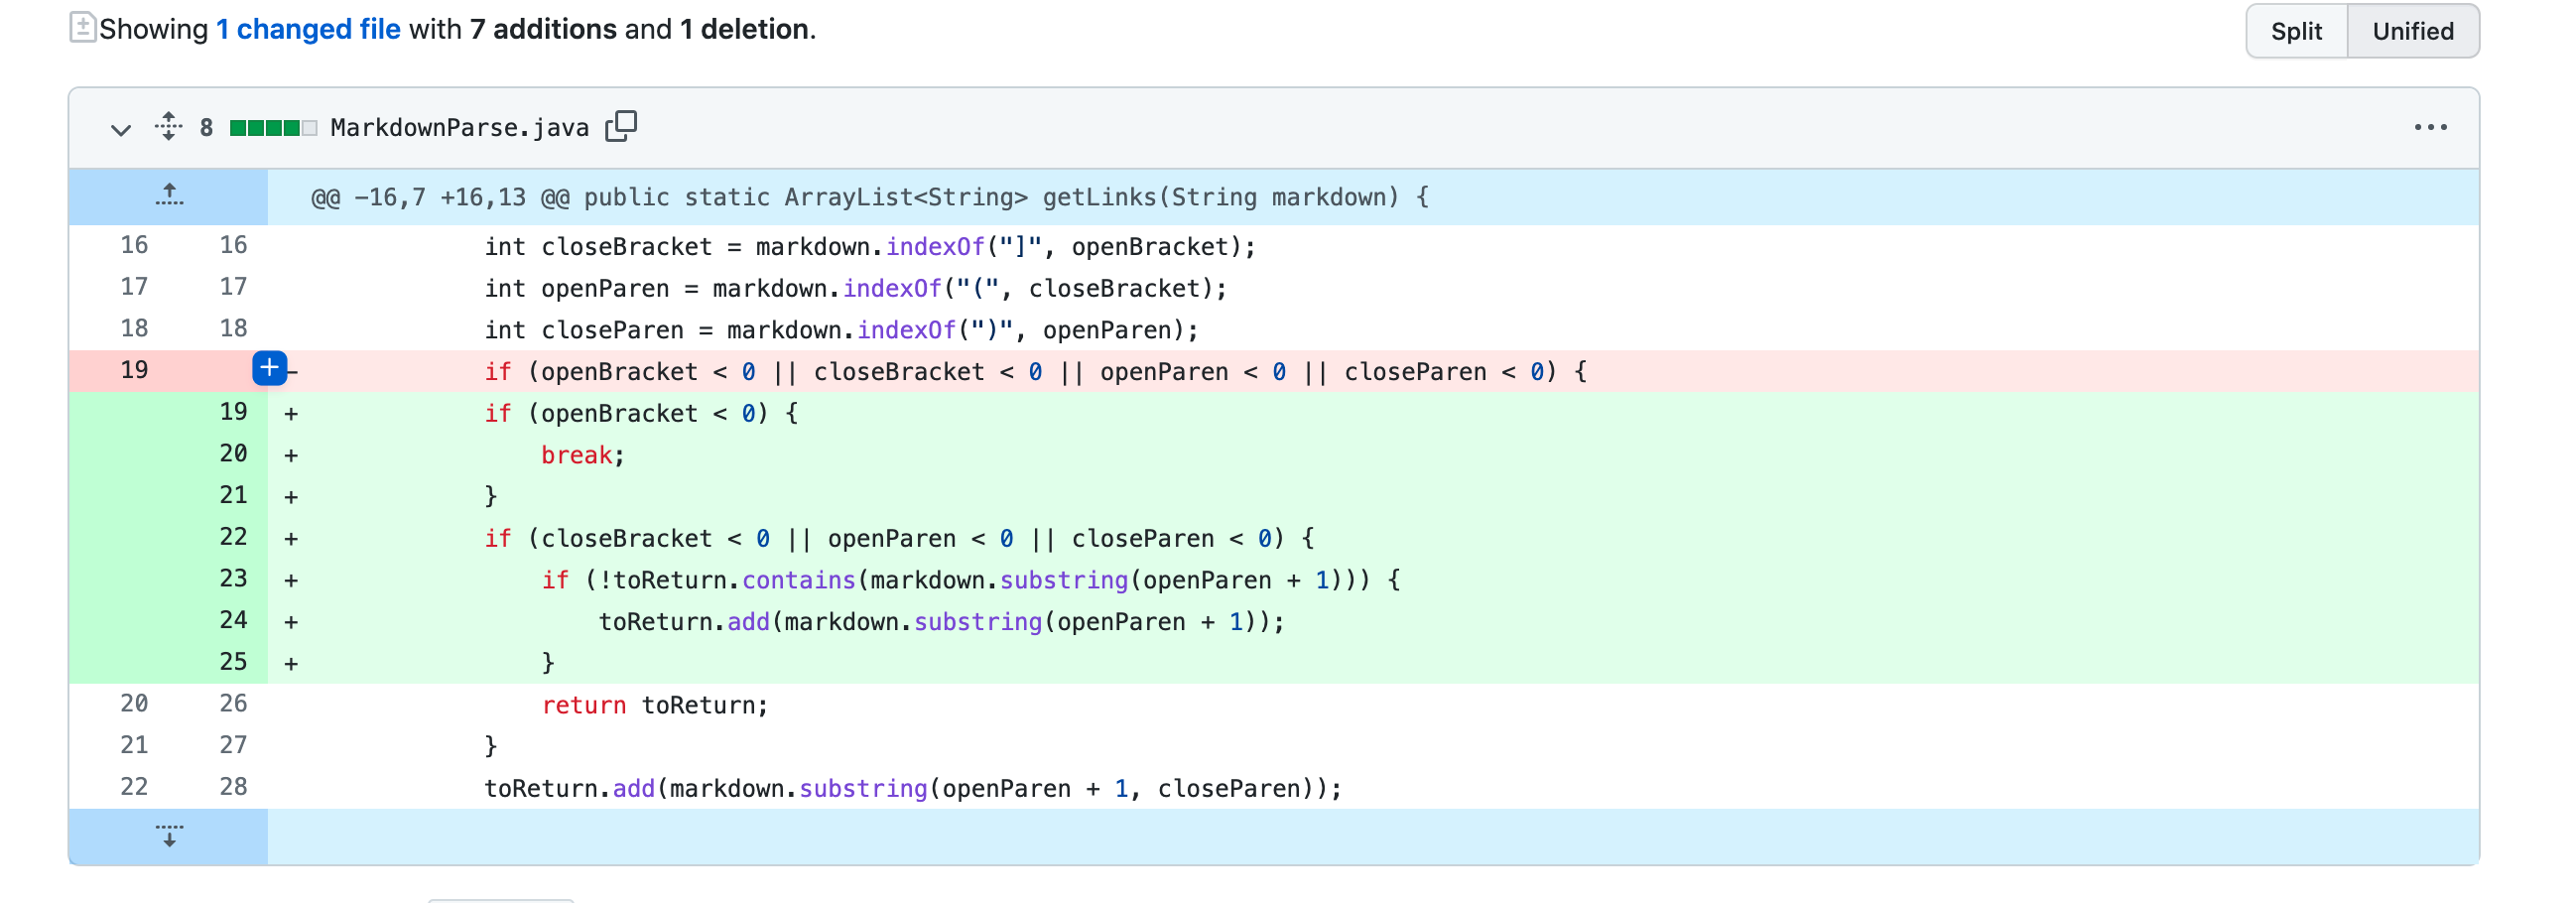 Showing 1 changed file with 7 additions and 1 deletion.
Split Unified
8 MarkdownParse.java
@@ -16,7 +16,13 @@ public static ArrayList<String> getLinks(String markdown) {
16 16 int closeBracket = markdown.indexOf("]", openBracket);
17 17 int openParen = markdown.indexOf("(", closeBracket);
18 18 int closeParen = markdown.indexOf(")", openParen);
19 - if (openBracket < 0 || closeBracket < 0 || openParen < 0 || closeParen < 0) {
19 + if (openBracket < 0) {
20 + break;
21 + }
22 + if (closeBracket < 0 || openParen < 0 || closeParen < 0) {
23 + if (!toReturn.contains(markdown.substring(openParen + 1))) {
24 + toReturn.add(markdown.substring(openParen + 1));
25 + }
20 26 return toReturn;
21 27 }
22 28 toReturn.add(markdown.substring(openParen + 1, closeParen));